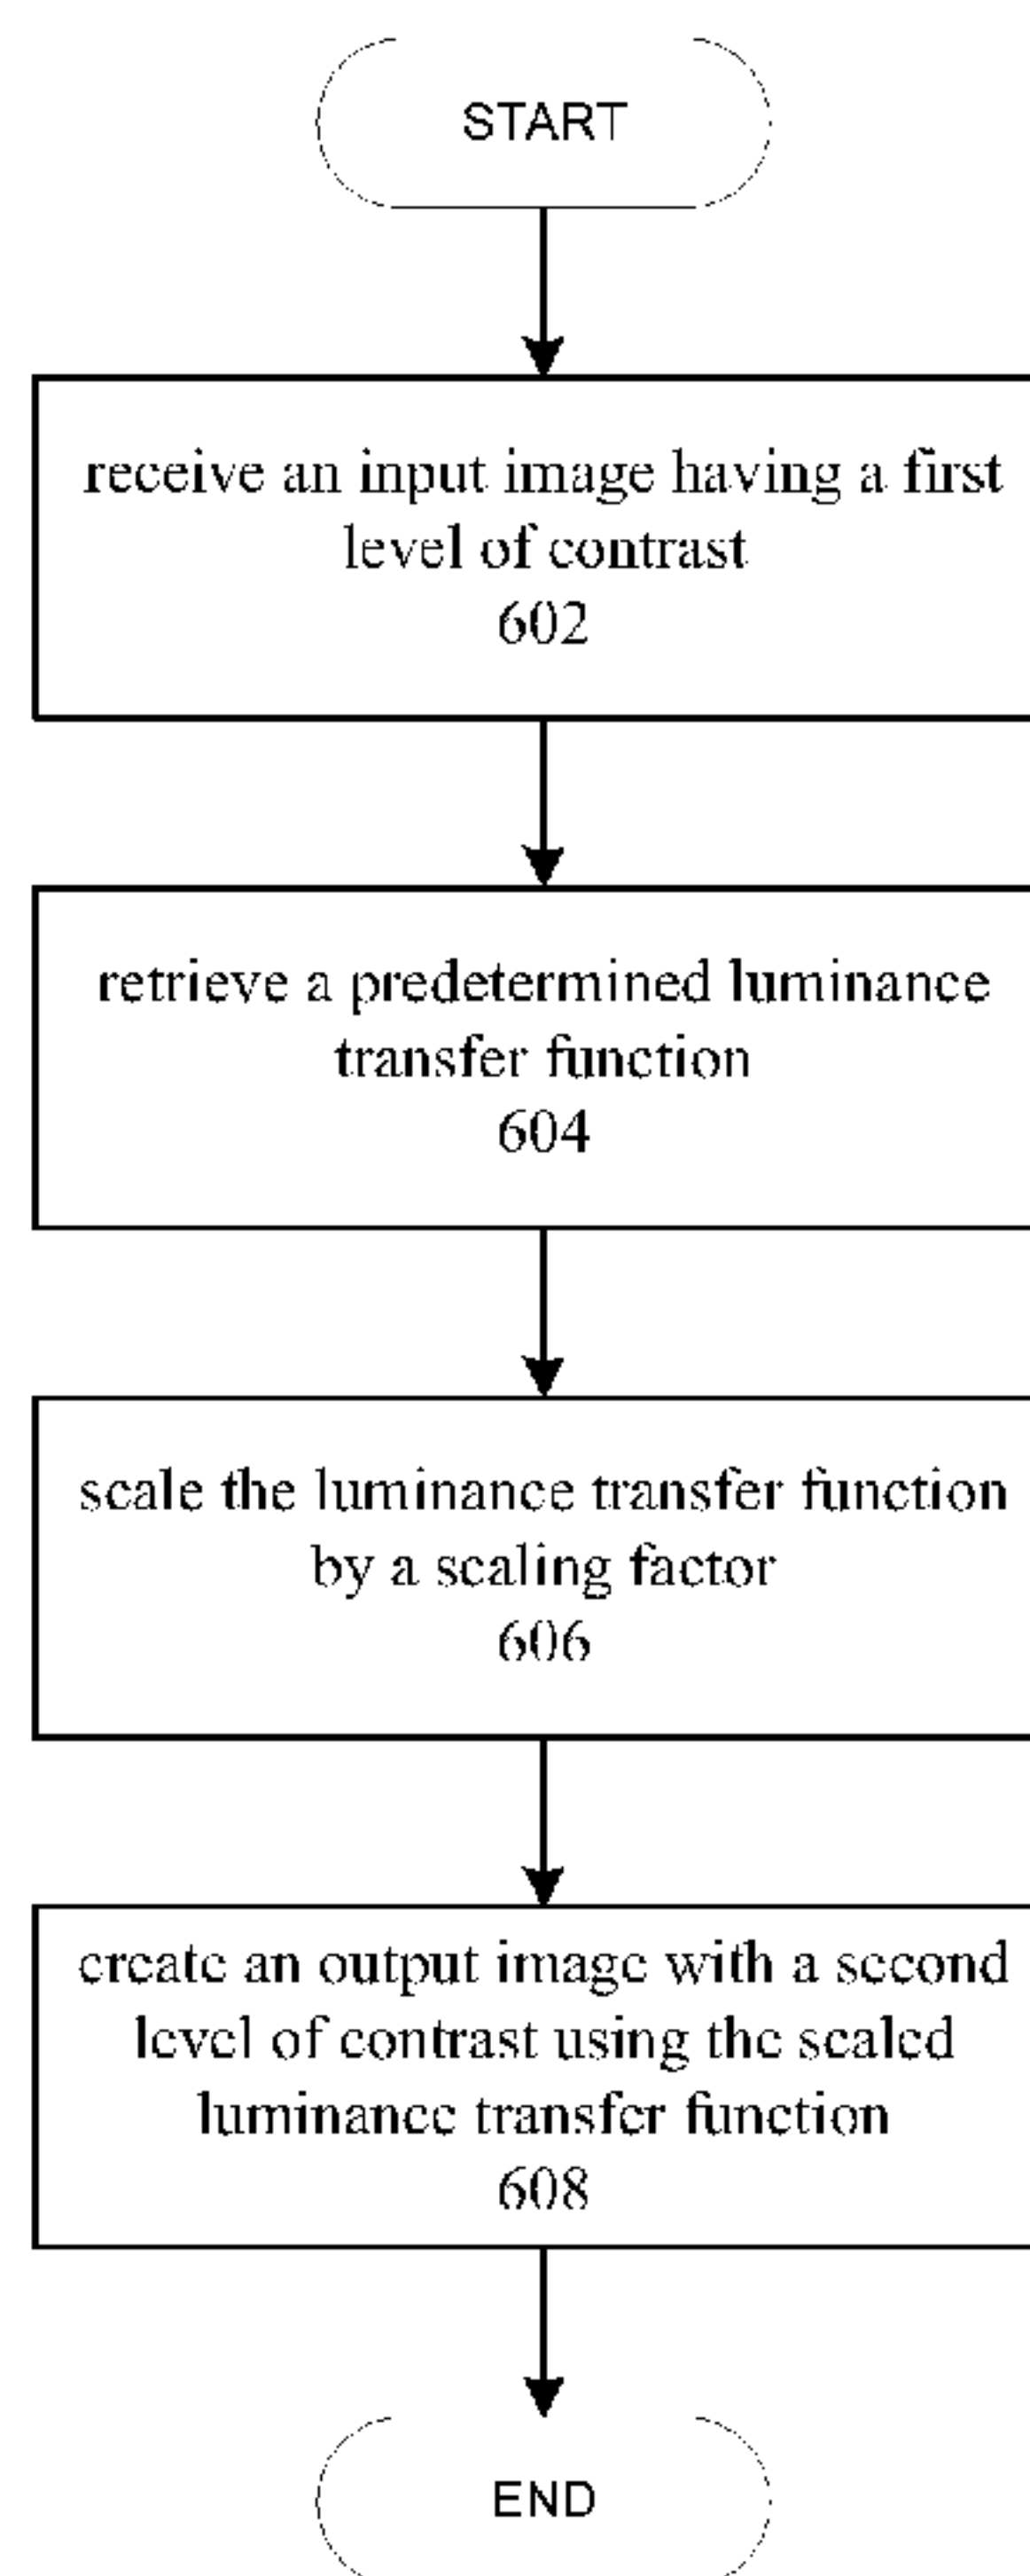 START
receive an input image having a first
level of contrast
602
retrieve a predetermined luminance
transfer function
604
scale the luminance transfer function
by a scaling factor
606
create an output image with a second
level of contrast using the scaled
luminance transfer function
608
END